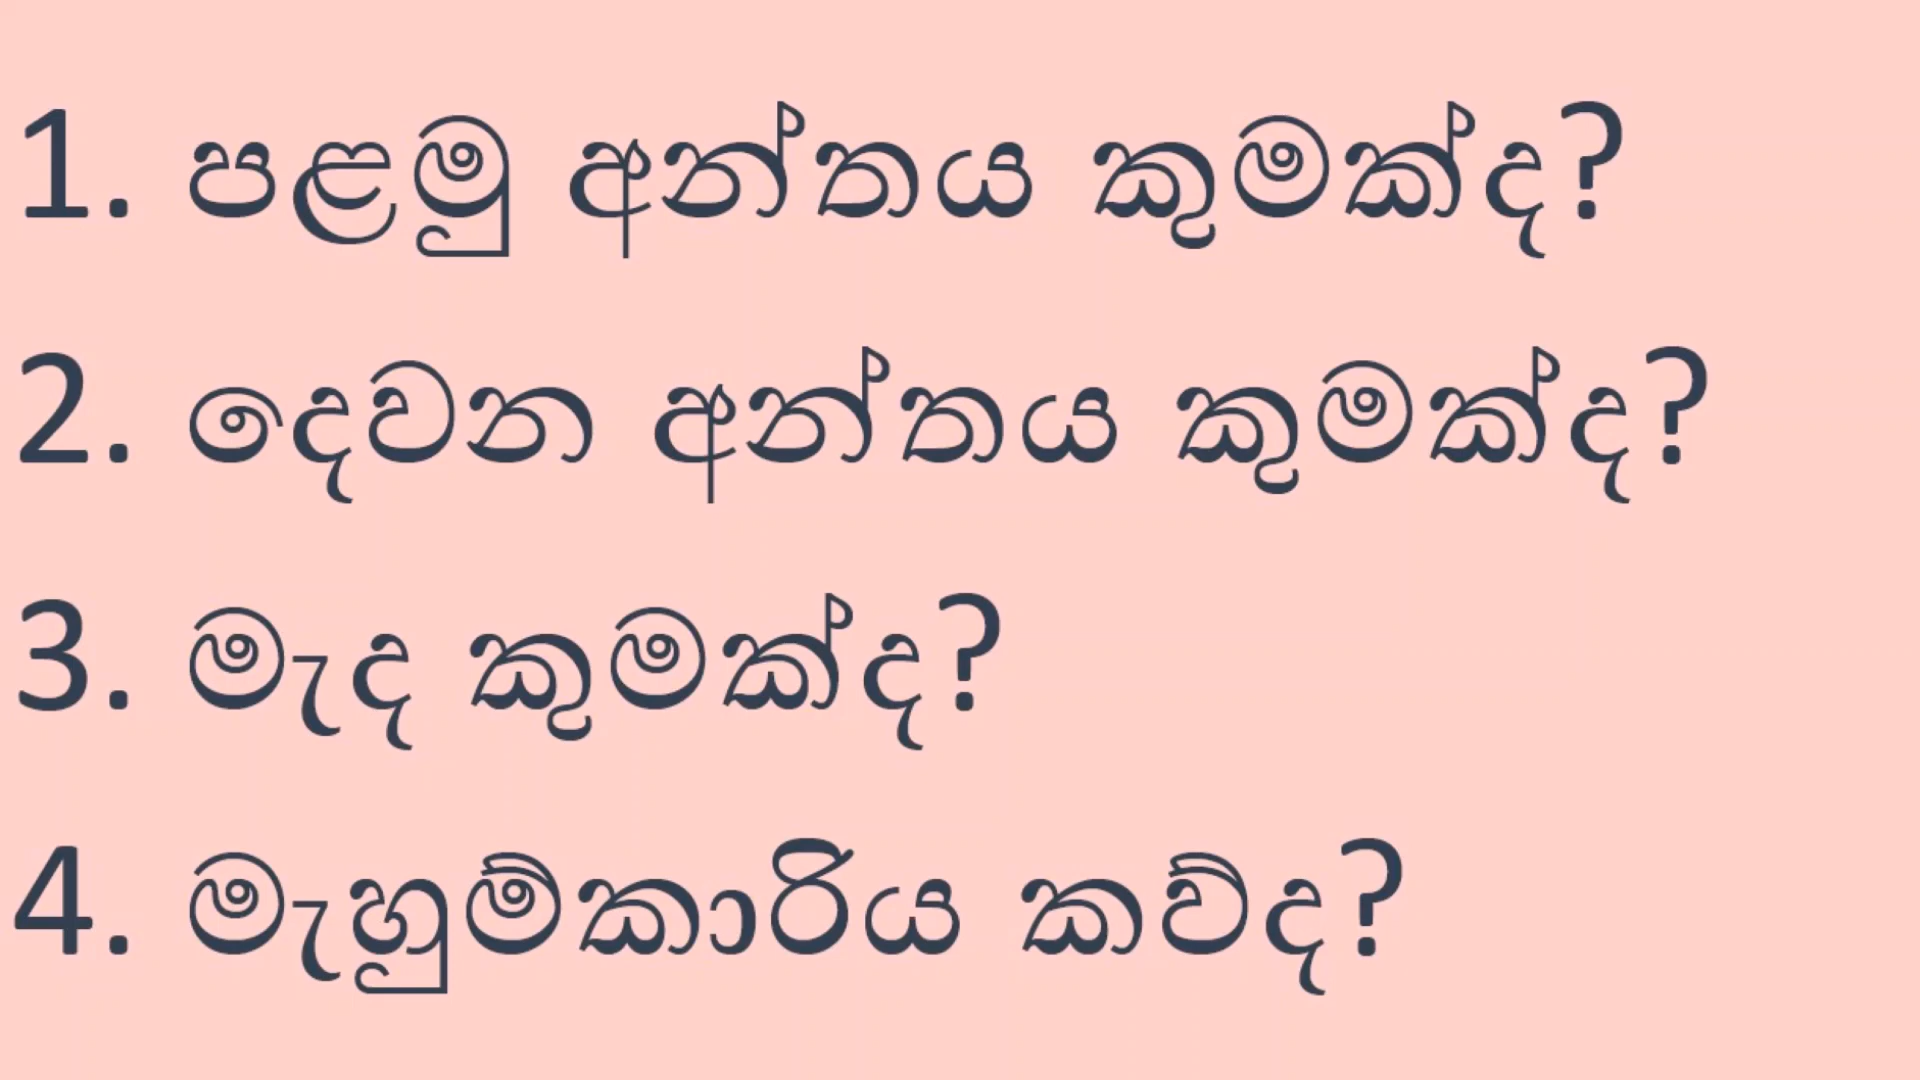 1. පළමු අන්තය කුමක්ද?
2. දෙවන අන්තය කුමක්ද?
3. මැද කුමක්ද?
4. මැහුම්කාරිය කව්ද?